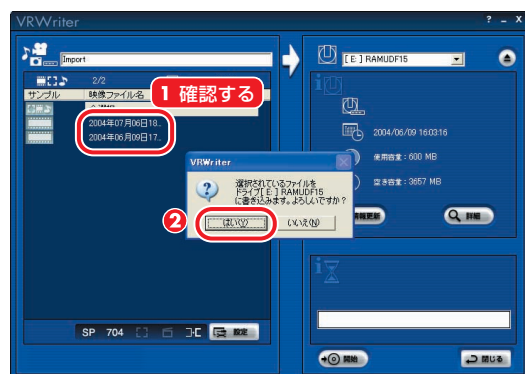 VRWriter
? - X
Import
[E:] RAMUDF15
2/2
1 確認する
サンプル 映像ファイル名
2004年07月06日18..
2004年06月09日17..
2004/06/09 16:03:16
使用容量 : 600 MB
空き容量 : 3657 MB
VRWriter
選択されているファイルを
ドライブ[E:] RAMUDF15
に書き込みます。よろしいですか?
2
はい(Y) いいえ(N)
情報更新 詳細
SP 704 設定
開始 閉じる